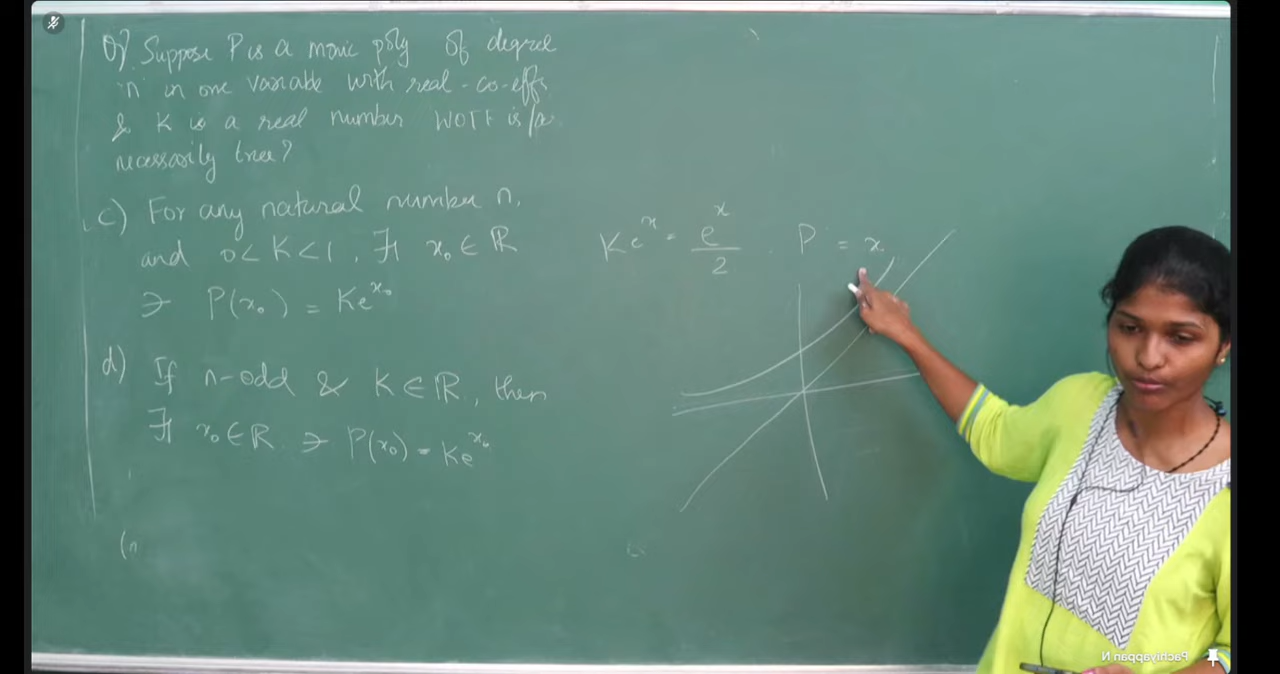 Q) Suppose P is a monic poly of degree
n in one variable with real-co-effs
& K is a real number WOTF is/are
necessarily true?
c) For any natural number n,
and 0<K<1, ∃ x₀ ∈ ℝ
∋ P(x₀) = Ke^x₀
d) If n-odd & K ∈ ℝ, then
∃ x₀ ∈ ℝ ∋ P(x₀) = Ke^x₀
Ke^x = e^x/2 . P = x
Pachiyappan N